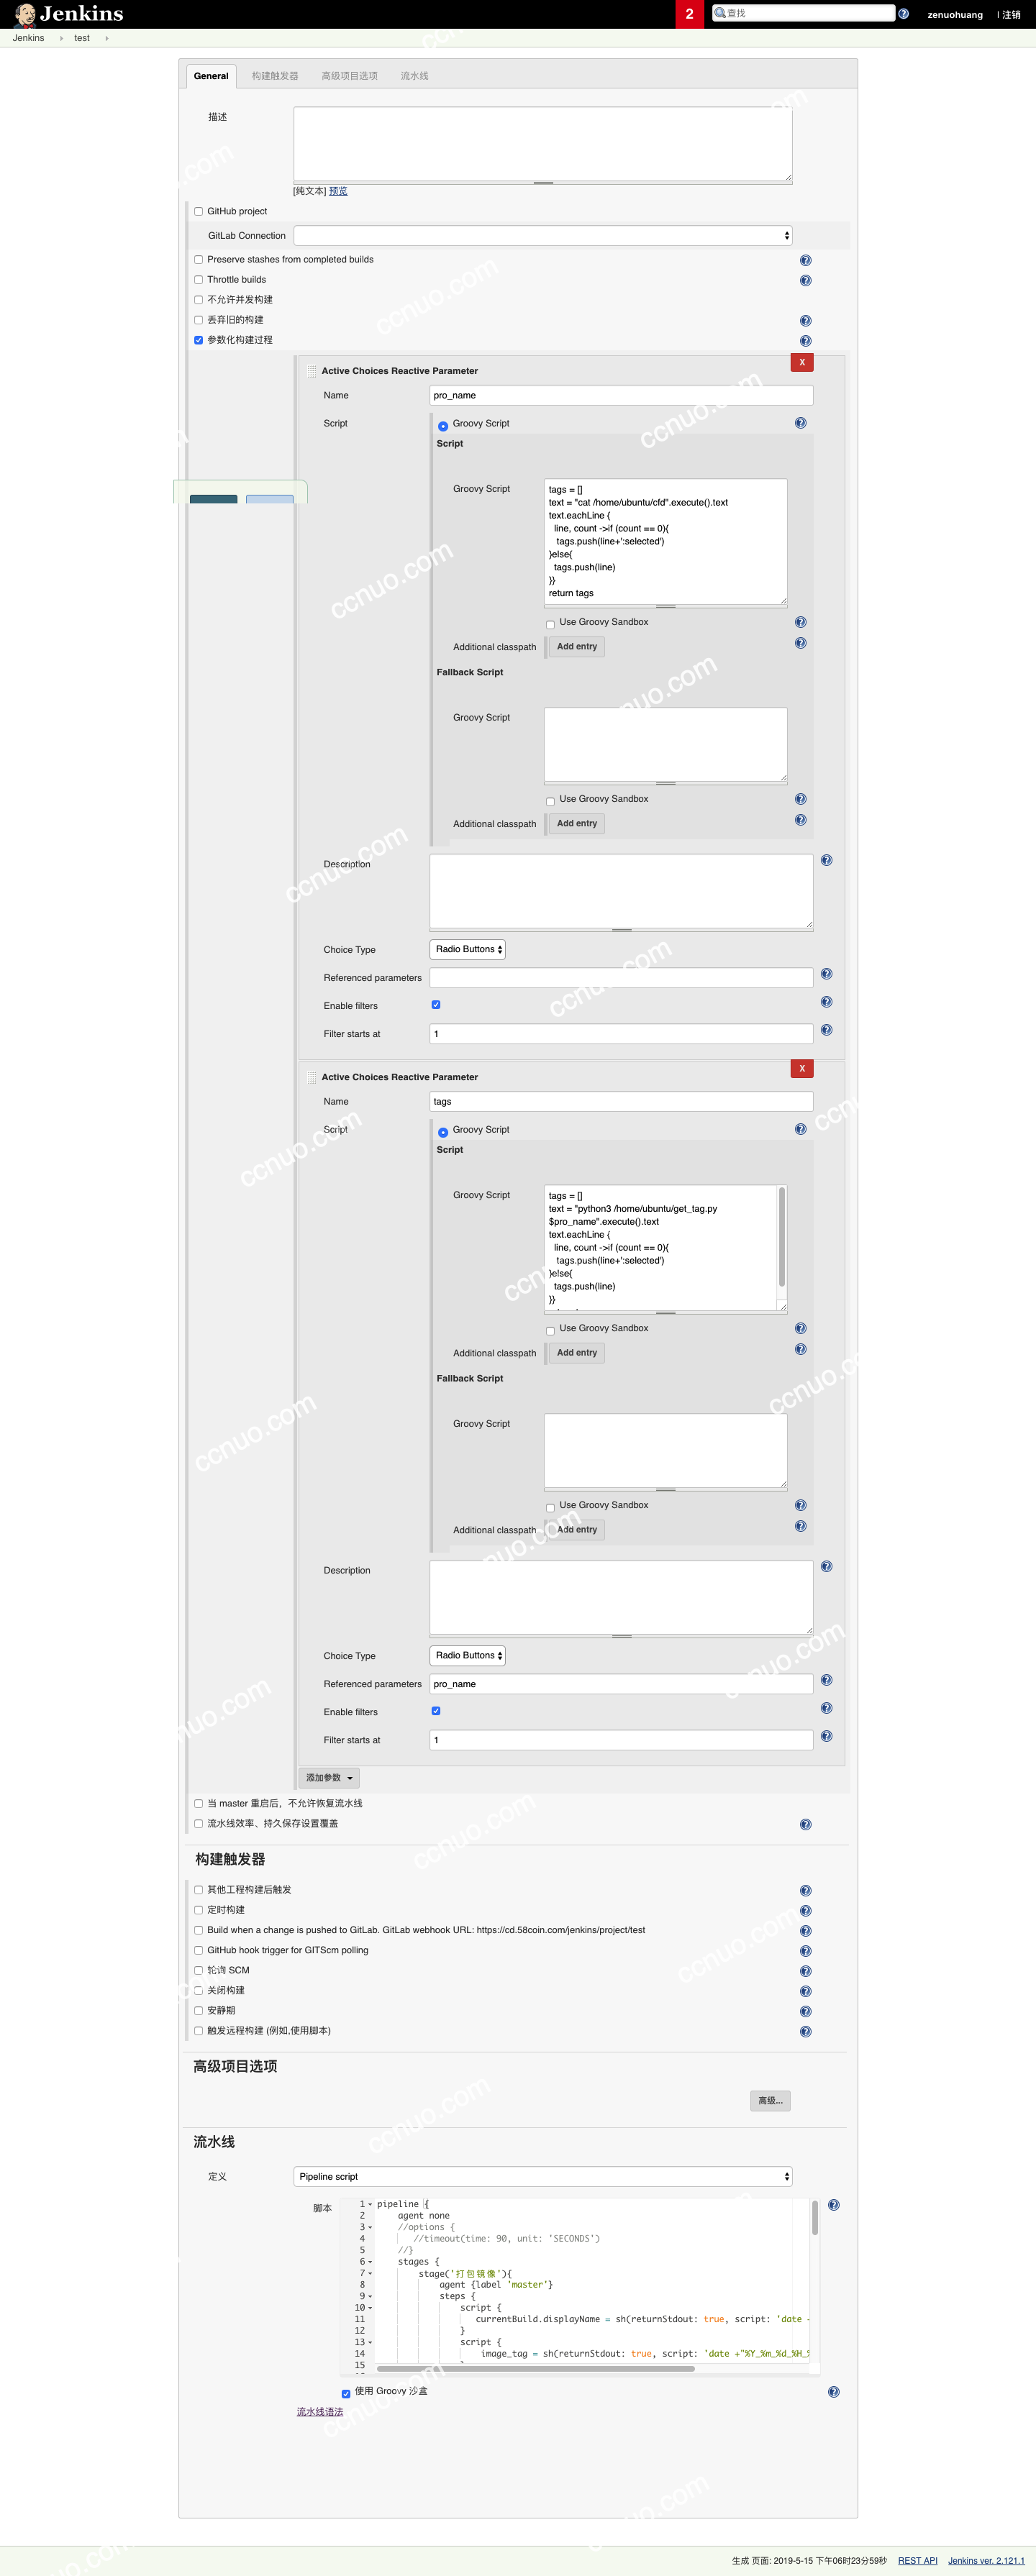 Jenkins
2
查找
zenuohuang
| 注销
Jenkins
test
General
构建触发器
高级项目选项
流水线
描述
[纯文本] 预览
GitHub project
GitLab Connection
Preserve stashes from completed builds
Throttle builds
不允许并发构建
丢弃旧的构建
参数化构建过程
X
Active Choices Reactive Parameter
Name
pro_name
Script
Groovy Script
Script
Groovy Script
tags = []
text = "cat /home/ubuntu/cfd".execute().text
text.eachLine {
line, count ->if (count == 0){
tags.push(line+':selected')
}else{
tags.push(line)
}}
return tags
Use Groovy Sandbox
Additional classpath
Add entry
Fallback Script
Groovy Script
Use Groovy Sandbox
Additional classpath
Add entry
Description
Choice Type
Radio Buttons
Referenced parameters
Enable filters
Filter starts at
1
X
Active Choices Reactive Parameter
Name
tags
Script
Groovy Script
Script
Groovy Script
tags = []
text = "python3 /home/ubuntu/get_tag.py
$pro_name".execute().text
text.eachLine {
line, count ->if (count == 0){
tags.push(line+':selected')
}else{
tags.push(line)
}}
Use Groovy Sandbox
Additional classpath
Add entry
Fallback Script
Groovy Script
Use Groovy Sandbox
Additional classpath
Add entry
Description
Choice Type
Radio Buttons
Referenced parameters
pro_name
Enable filters
Filter starts at
1
添加参数
当 master 重启后，不允许恢复流水线
流水线效率、持久保存设置覆盖
构建触发器
其他工程构建后触发
定时构建
Build when a change is pushed to GitLab. GitLab webhook URL: https://cd.58coin.com/jenkins/project/test
GitHub hook trigger for GITScm polling
轮询 SCM
关闭构建
安静期
触发远程构建 (例如,使用脚本)
高级项目选项
高级...
流水线
定义
Pipeline script
脚本
1 pipeline {
2 agent none
3 //options {
4 //timeout(time: 90, unit: 'SECONDS')
5 //}
6 stages {
7 stage('打包镜像'){
8 agent {label 'master'}
9 steps {
10 script {
11 currentBuild.displayName = sh(returnStdout: true, script: 'date
12 }
13 script {
14 image_tag = sh(returnStdout: true, script: 'date +"%Y_%m_%d_%H_%
15
使用 Groovy 沙盒
流水线语法
生成 页面: 2019-5-15 下午06时23分59秒
REST API
Jenkins ver. 2.121.1
ccnuo.com